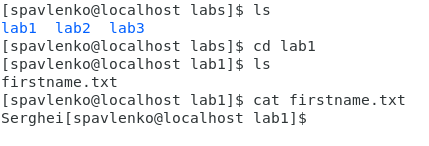 [spavlenko@localhost labs]$ ls
lab1  lab2  lab3
[spavlenko@localhost labs]$ cd lab1
[spavlenko@localhost lab1]$ ls
firstname.txt
[spavlenko@localhost lab1]$ cat firstname.txt
Serghei[spavlenko@localhost lab1]$